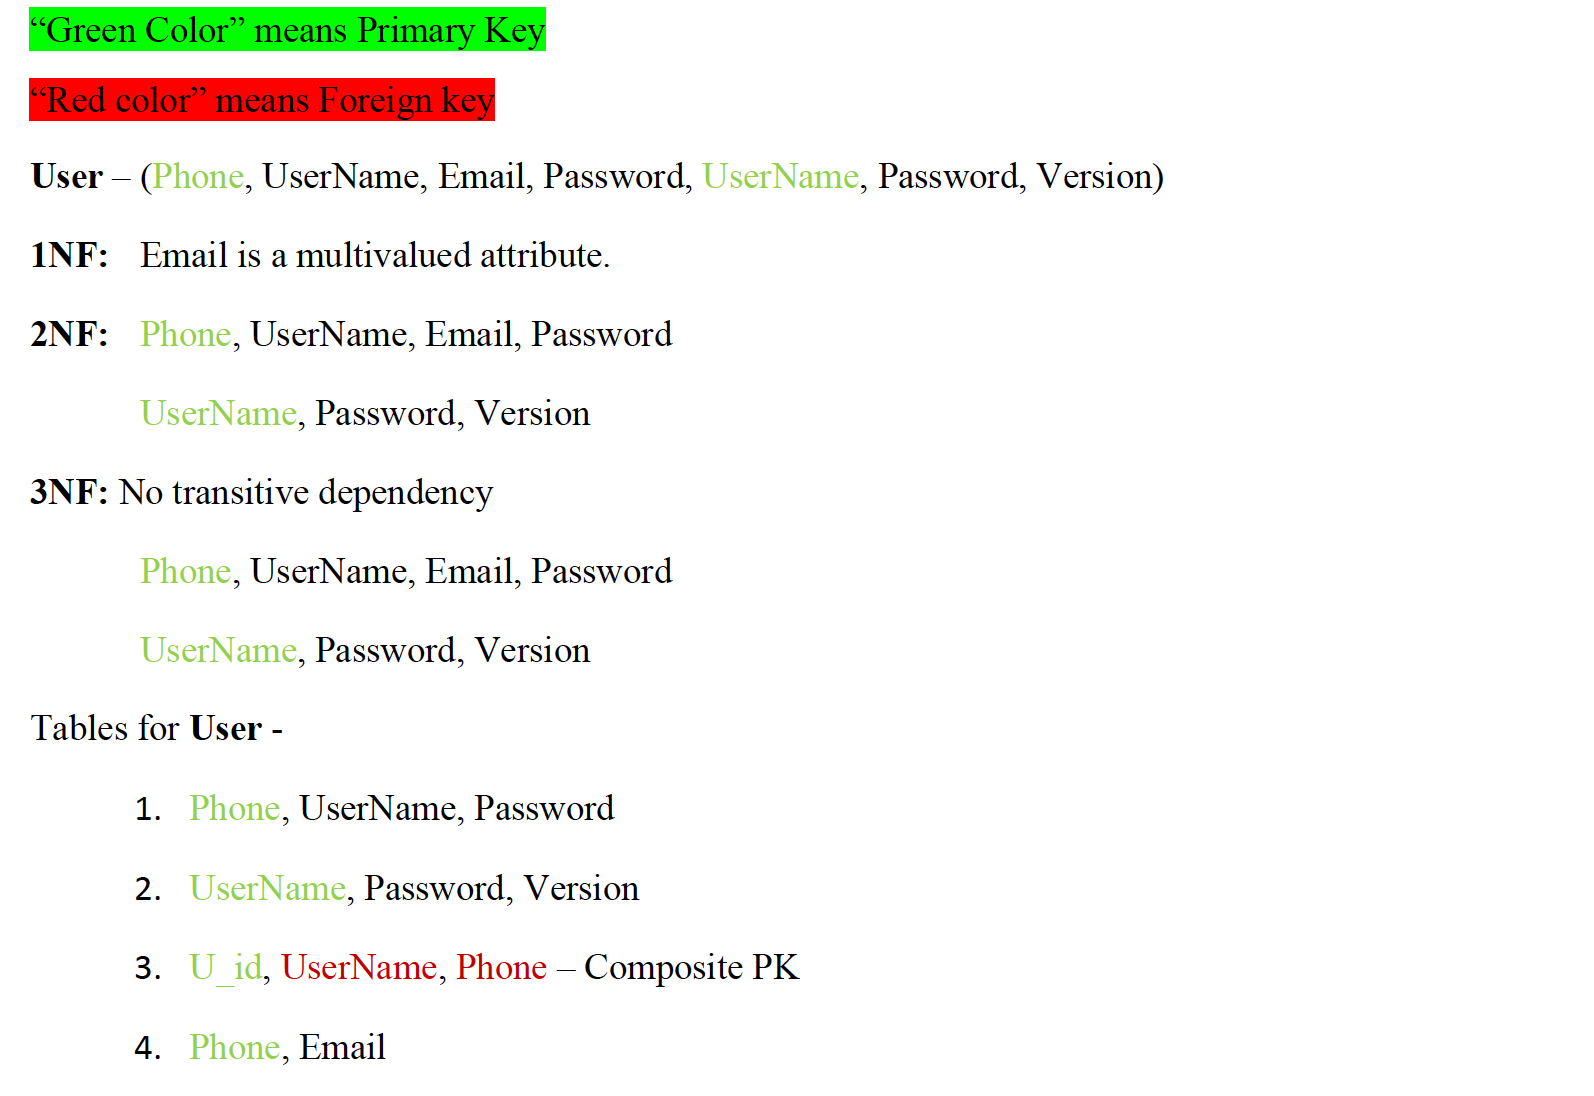 “Green Color” means Primary Key
“Red color” means Foreign key
User – (Phone, UserName, Email, Password, UserName, Password, Version)
1NF: Email is a multivalued attribute.
2NF: Phone, UserName, Email, Password
UserName, Password, Version
3NF: No transitive dependency
Phone, UserName, Email, Password
UserName, Password, Version
Tables for User -
1. Phone, UserName, Password
2. UserName, Password, Version
3. U_id, UserName, Phone – Composite PK
4. Phone, Email